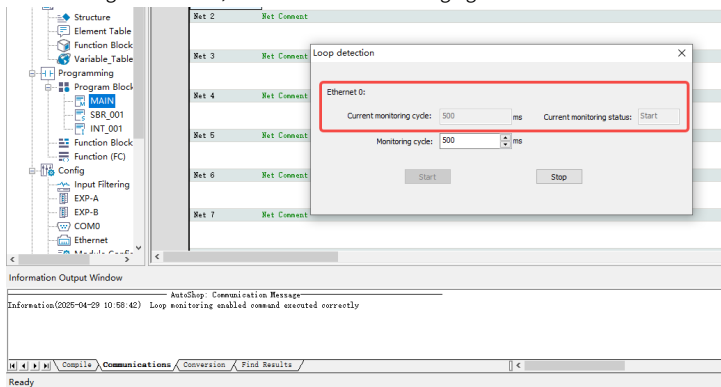 Structure
Element Table
Function Block
Variable_Table
Programming
Program Block
MAIN
SBR_001
INT_001
Function Block
Function (FC)
Config
Input Filtering
EXP-A
EXP-B
COM0
Ethernet
Net 2 Net Comment
Net 3 Net Comment
Net 4 Net Comment
Net 5 Net Comment
Net 6 Net Comment
Net 7 Net Comment
Loop detection
Ethernet 0:
Current monitoring cycle: 500 ms Current monitoring status: Start
Monitoring cycle: 500 ms
Start Stop
Information Output Window
AutoShop: Communication Message
Information(2025-04-29 10:58:42) Loop monitoring enabled command executed correctly
Compile Communications Conversion Find Results
Ready